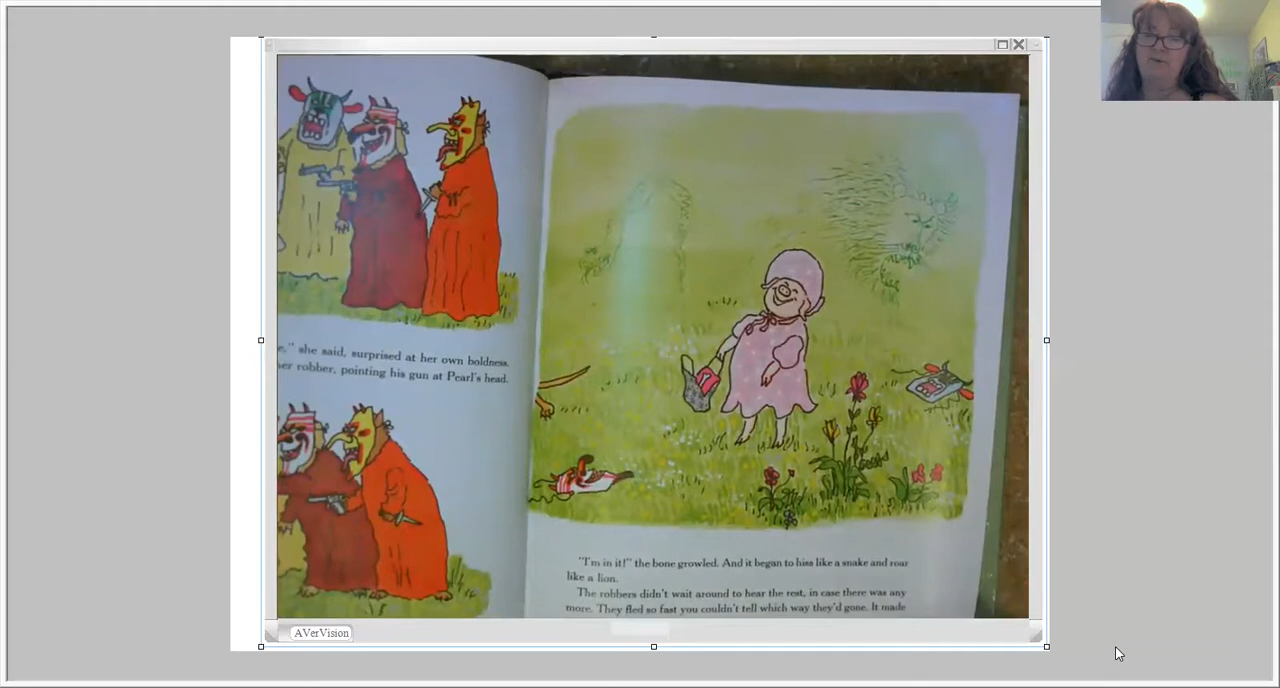 e," she said, surprised at her own boldness.
er robber, pointing his gun at Pearl's head.
"I'm in it!" the bone growled. And it began to hiss like a snake and roar
like a lion.
The robbers didn't wait around to hear the rest, in case there was any
more. They fled so fast you couldn't tell which way they'd gone. It made
AVerVision